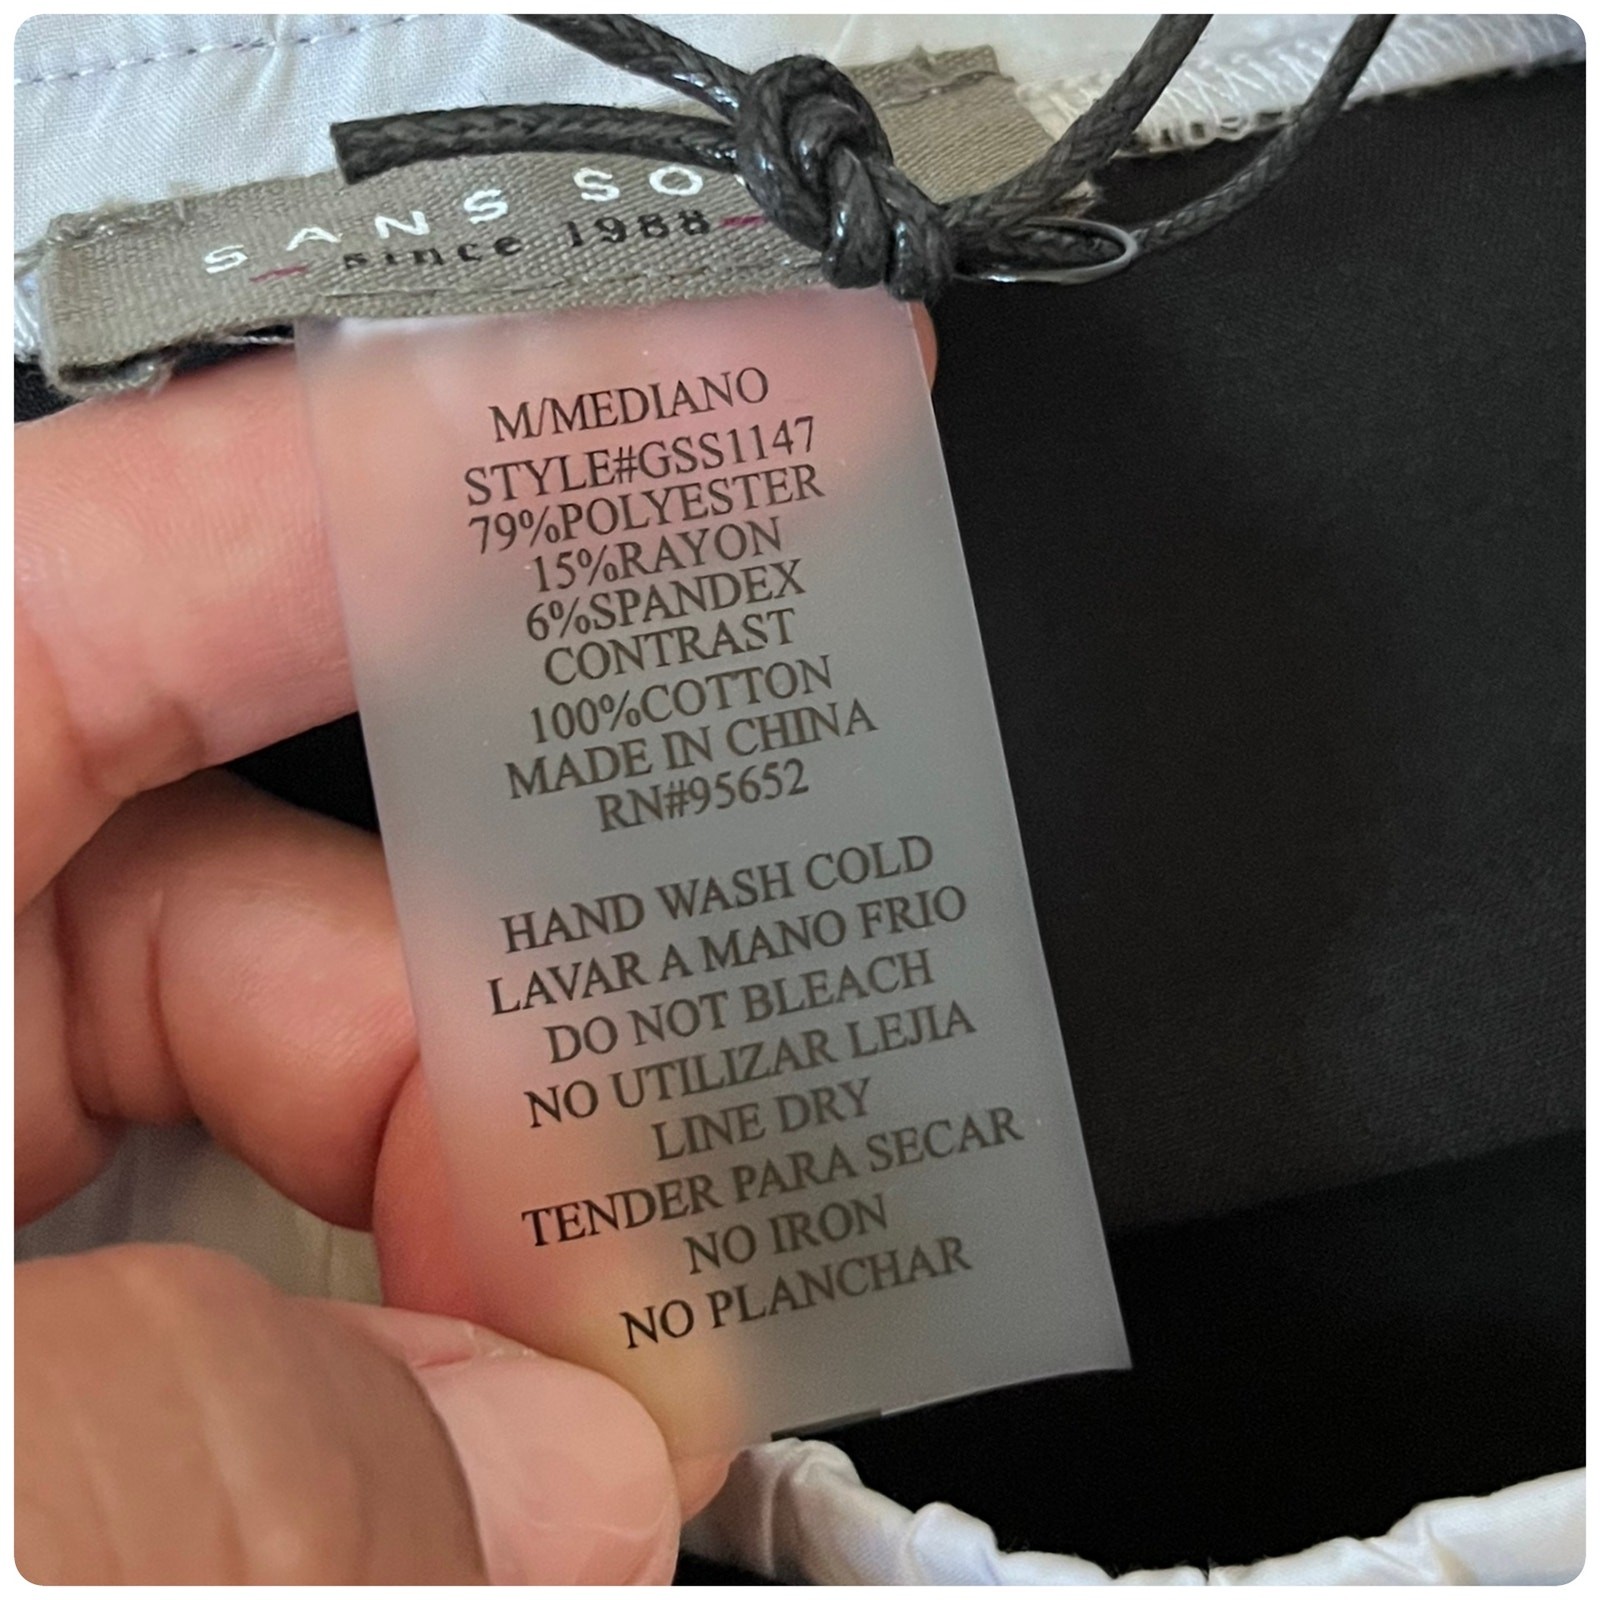 SANS SO
since 1988
M/MEDIANO
STYLE#GSS1147
79%POLYESTER
15%RAYON
6%SPANDEX
CONTRAST
100%COTTON
MADE IN CHINA
RN#95652
HAND WASH COLD
LAVAR A MANO FRIO
DO NOT BLEACH
NO UTILIZAR LEJIA
LINE DRY
TENDER PARA SECAR
NO IRON
NO PLANCHAR